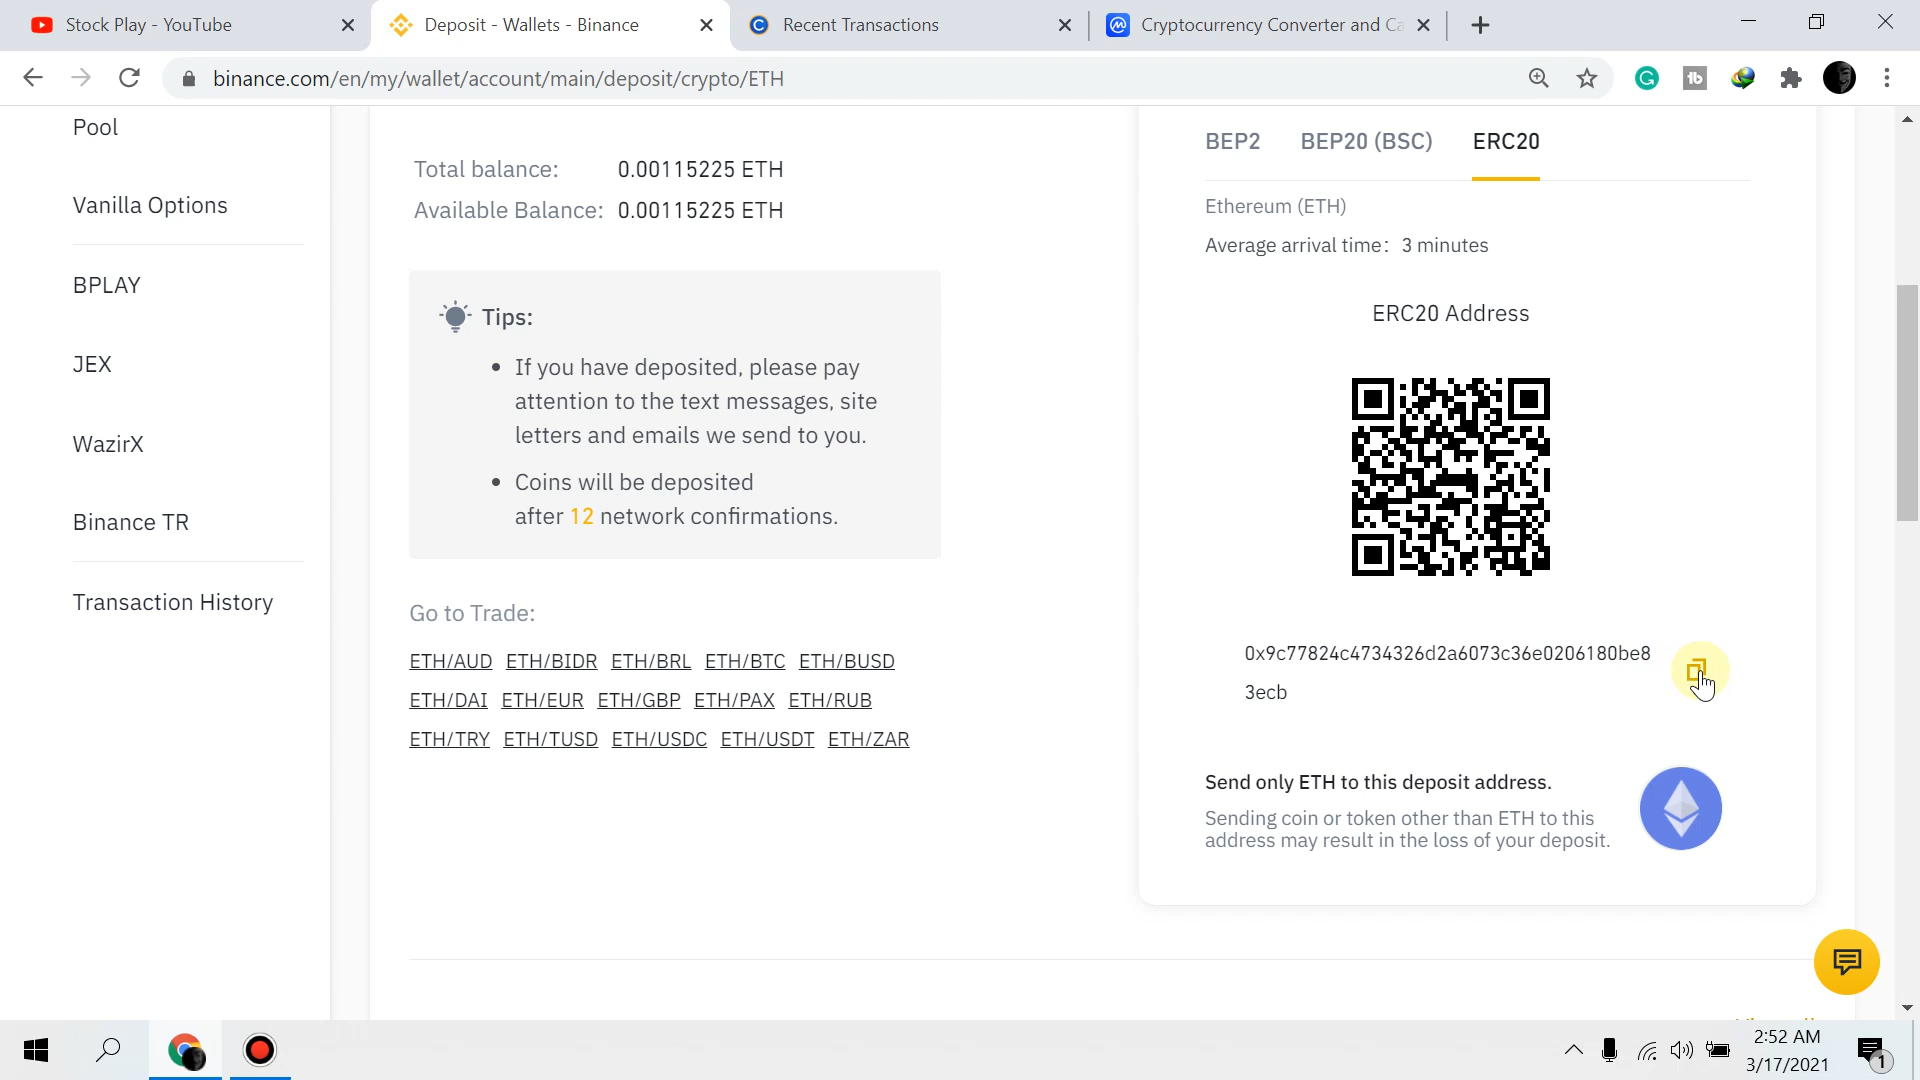 Stock Play - YouTube
Deposit - Wallets - Binance
Recent Transactions
Cryptocurrency Converter and Ca
binance.com/en/my/wallet/account/main/deposit/crypto/ETH
Pool
Vanilla Options
BPLAY
JEX
WazirX
Binance TR
Transaction History
Total balance: 0.00115225 ETH
Available Balance: 0.00115225 ETH
Tips:
• If you have deposited, please pay
attention to the text messages, site
letters and emails we send to you.
• Coins will be deposited
after 12 network confirmations.
Go to Trade:
ETH/AUD ETH/BIDR ETH/BRL ETH/BTC ETH/BUSD
ETH/DAI ETH/EUR ETH/GBP ETH/PAX ETH/RUB
ETH/TRY ETH/TUSD ETH/USDC ETH/USDT ETH/ZAR
BEP2 BEP20 (BSC) ERC20
Ethereum (ETH)
Average arrival time: 3 minutes
ERC20 Address
0x9c77824c4734326d2a6073c36e0206180be8
3ecb
Send only ETH to this deposit address.
Sending coin or token other than ETH to this
address may result in the loss of your deposit.
2:52 AM
3/17/2021
1